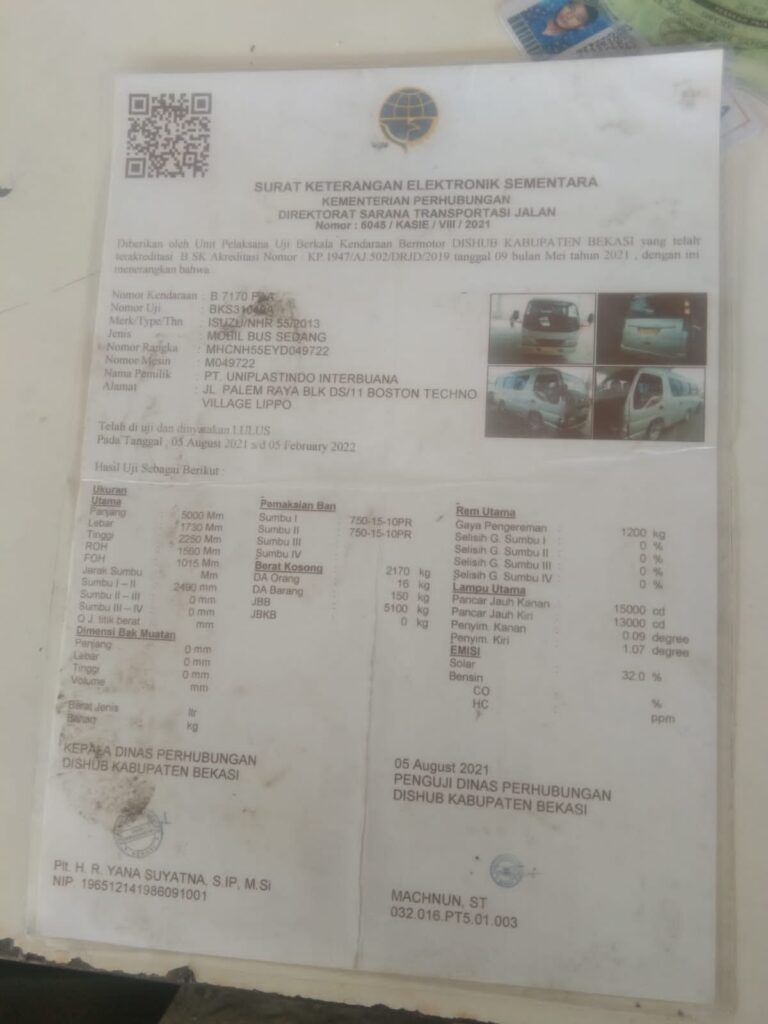 SURAT KETERANGAN ELEKTRONIK SEMENTARA
KEMENTERIAN PERHUBUNGAN
DIREKTORAT SARANA TRANSPORTASI JALAN
Nomor : 6045 / KASIE / VIII / 2021
Diberikan oleh Unit Pelaksana Uji Berkala Kendaraan Bermotor DISHUB KABUPATEN BEKASI yang telah
terakreditasi B SK Akreditasi Nomor : KP.1947/AJ.502/DRJD/2019 tanggal 09 bulan Mei tahun 2021 , dengan ini
menerangkan bahwa
Nomor Kendaraan : B 7170
Nomor Uji :
Merk/Type/Thn : ISUZU/NHR 55/2013
Jenis : MOBIL BUS SEDANG
Nomor Rangka : MHCNH55EYD049722
Nomor Mesin : M049722
Nama Pemilik : PT. UNIPLASTINDO INTERBUANA
Alamat : JL. PALEM RAYA BLK DS/11 BOSTON TECHNO
VILLAGE LIPPO
Telah di uji dan dinyatakan LULUS
Pada Tanggal , 05 August 2021 s/d 05 February 2022
Hasil Uji Sebagai Berikut :
Ukuran
Utama
Panjang : 5000 Mm
Lebar : 1730 Mm
Tinggi : 2250 Mm
ROH : 1560 Mm
FOH : 1015 Mm
Jarak Sumbu Mm
Sumbu I – II : 2490 mm
Sumbu II – III : 0 mm
Sumbu III – IV : 0 mm
Q.J. titik berat : mm
Dimensi Bak Muatan
Panjang : 0 mm
Lebar : 0 mm
Tinggi : 0 mm
Volume : mm
Berat Jenis : ltr
Bahan : kg
Pemakaian Ban
Sumbu I : 750-15-10PR
Sumbu II : 750-15-10PR
Sumbu III :
Sumbu IV :
Berat Kosong : 2170 kg
DA Orang : 16 kg
DA Barang : 150 kg
JBB : 5100 kg
JBKB : 0 kg
Rem Utama
Gaya Pengereman : 1200 kg
Selisih G. Sumbu I : 0 %
Selisih G. Sumbu II : 0 %
Selisih G. Sumbu III : 0 %
Selisih G. Sumbu IV : 0 %
Lampu Utama
Pancar Jauh Kanan : 15000 cd
Pancar Jauh Kiri : 13000 cd
Penyim. Kanan : 0.09 degree
Penyim. Kiri : 1.07 degree
EMISI
Solar : 32.0 %
Bensin :
CO : %
HC : ppm
KEPALA DINAS PERHUBUNGAN
DISHUB KABUPATEN BEKASI
Plt. H. R. YANA SUYATNA, S.IP, M.Si
NIP. 196512141986091001
05 August 2021
PENGUJI DINAS PERHUBUNGAN
DISHUB KABUPATEN BEKASI
MACHNUN, ST
032.016.PT5.01.003